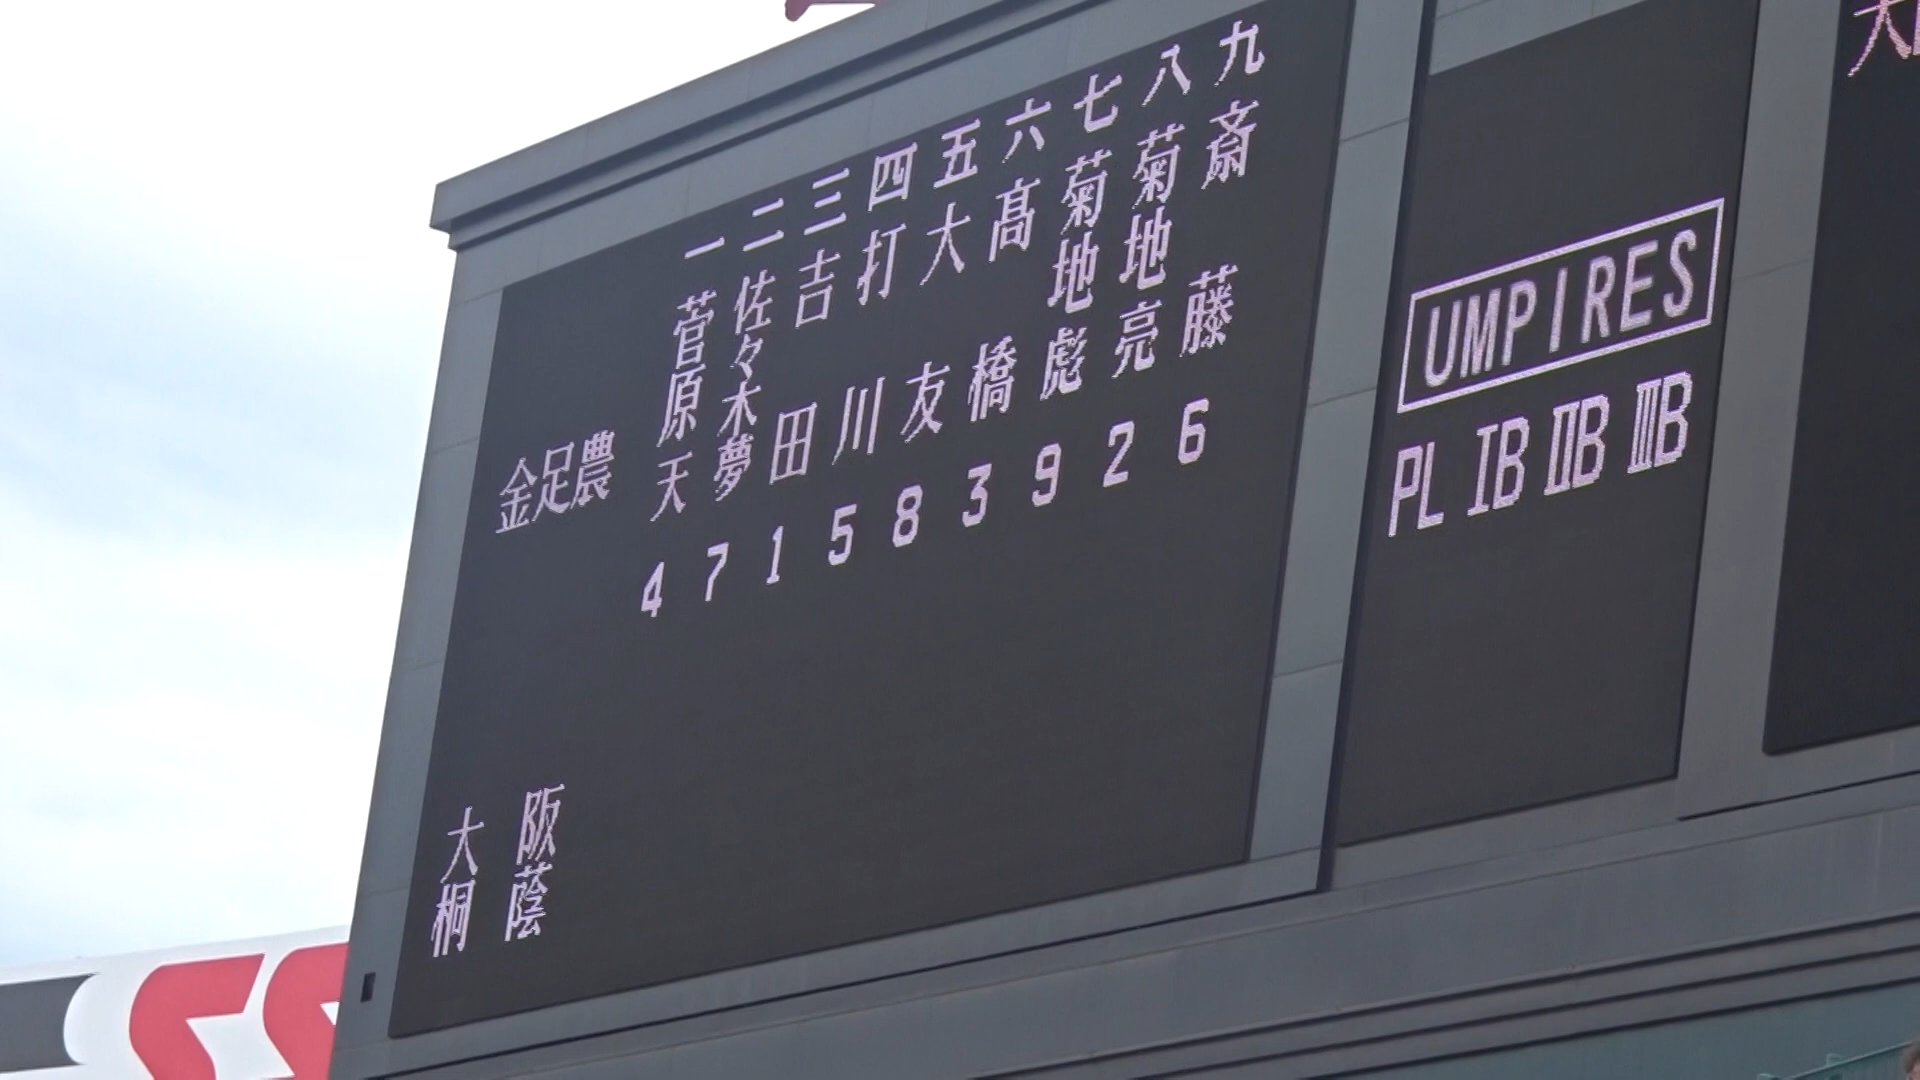 一 二 三 四 五 六 七 八 九
金足農
菅原天 4
佐々木夢 7
吉田 1
打川 5
大友 8
髙橋 3
菊地彪 9
菊地亮 2
斎藤 6
大阪
桐蔭
UMPIRES
PL ⅠB ⅡB ⅢB